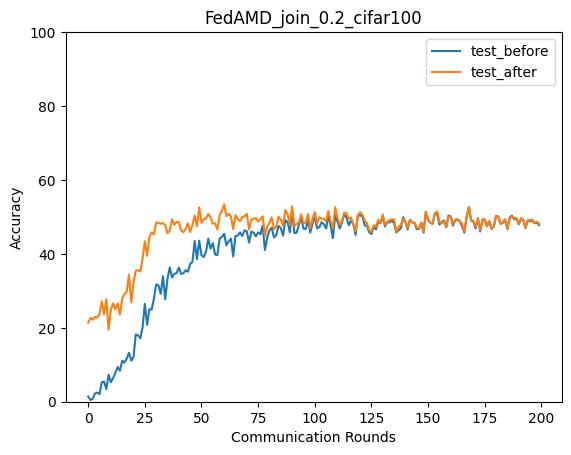 FedAMD_join_0.2_cifar100
100
80
60
40
20
0
Accuracy
test_before
test_after
0 25 50 75 100 125 150 175 200
Communication Rounds